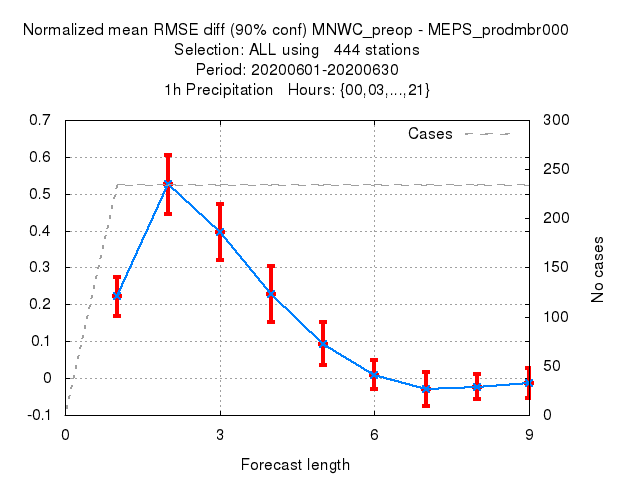 Normalized mean RMSE diff (90% conf) MNWC_preop - MEPS_prodmbr000
Selection: ALL using   444 stations
Period: 20200601-20200630
1h Precipitation   Hours: {00,03,...,21}
0.7
0.6
0.5
0.4
0.3
0.2
0.1
0
-0.1
Cases
300
250
200
150
100
50
0
No cases
0 3 6 9
Forecast length